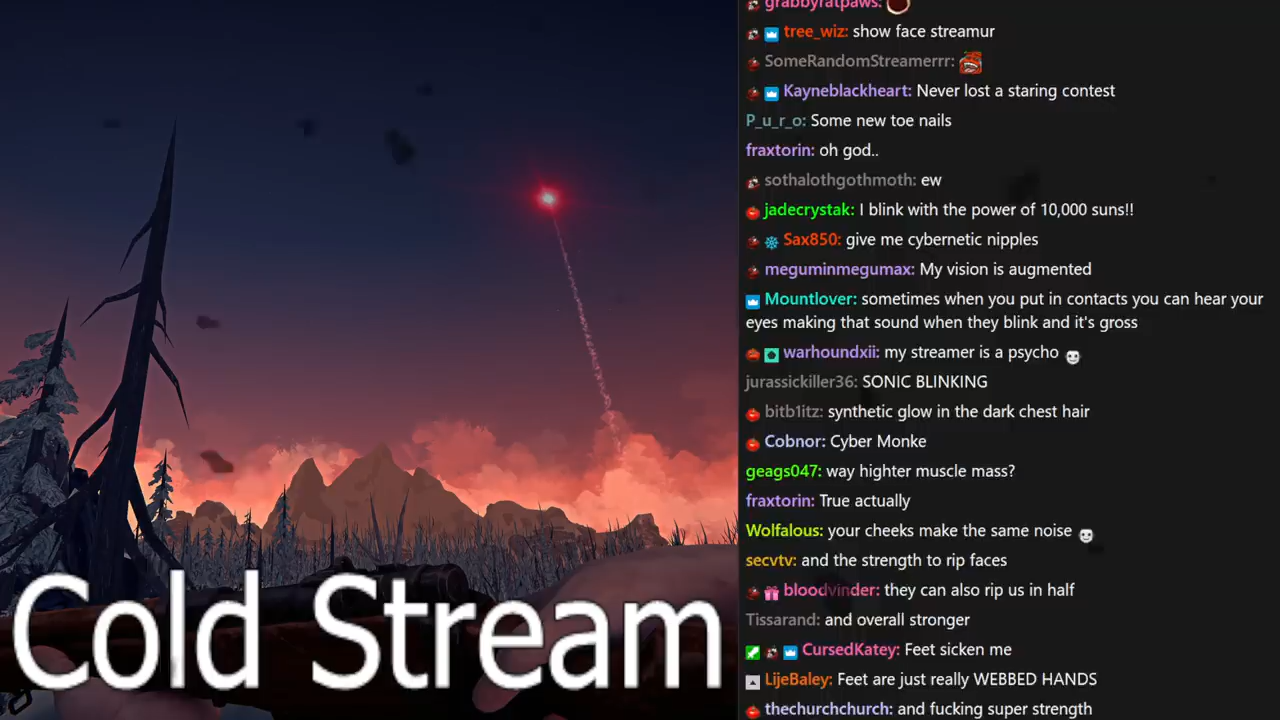 grabbyratpaws:
tree_wiz: show face streamur
SomeRandomStreamerrr:
Kayneblackheart: Never lost a staring contest
P_u_r_o: Some new toe nails
fraxtorin: oh god..
sothalothgothmoth: ew
jadecrystak: I blink with the power of 10,000 suns!!
Sax850: give me cybernetic nipples
meguminmegumax: My vision is augmented
Mountlover: sometimes when you put in contacts you can hear your
eyes making that sound when they blink and it's gross
warhoundxii: my streamer is a psycho
jurassickiller36: SONIC BLINKING
bitb1itz: synthetic glow in the dark chest hair
Cobnor: Cyber Monke
geags047: way highter muscle mass?
fraxtorin: True actually
Wolfalous: your cheeks make the same noise
secvtv: and the strength to rip faces
bloodvinder: they can also rip us in half
Tissarand: and overall stronger
CursedKatey: Feet sicken me
LijeBaley: Feet are just really WEBBED HANDS
thechurchchurch: and fucking super strength
Cold Stream